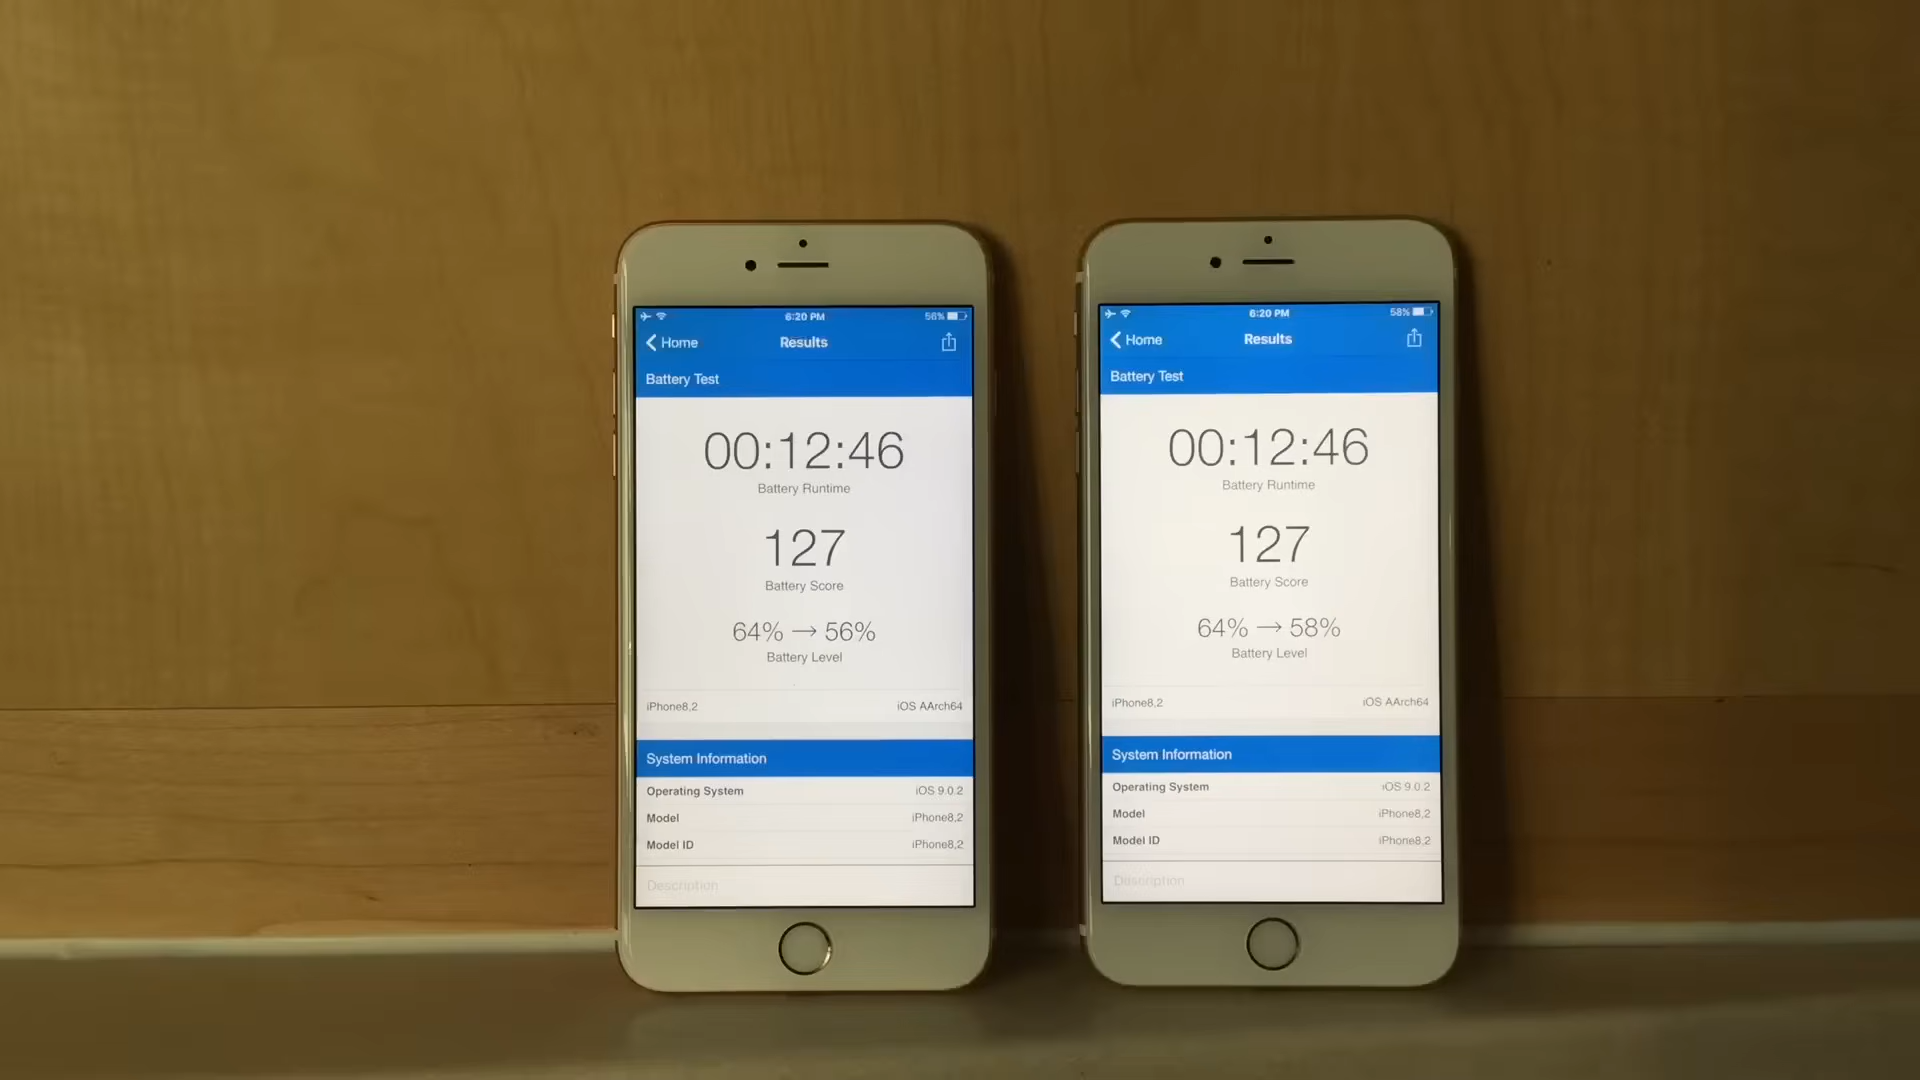 6:20 PM 56%
Home Results
Battery Test
00:12:46
Battery Runtime
127
Battery Score
64% → 56%
Battery Level
iPhone8,2 iOS AArch64
System Information
Operating System iOS 9.0.2
Model iPhone8,2
Model ID iPhone8,2
Description
6:20 PM 58%
Home Results
Battery Test
00:12:46
Battery Runtime
127
Battery Score
64% → 58%
Battery Level
iPhone8,2 iOS AArch64
System Information
Operating System iOS 9.0.2
Model iPhone8,2
Model ID iPhone8,2
Description